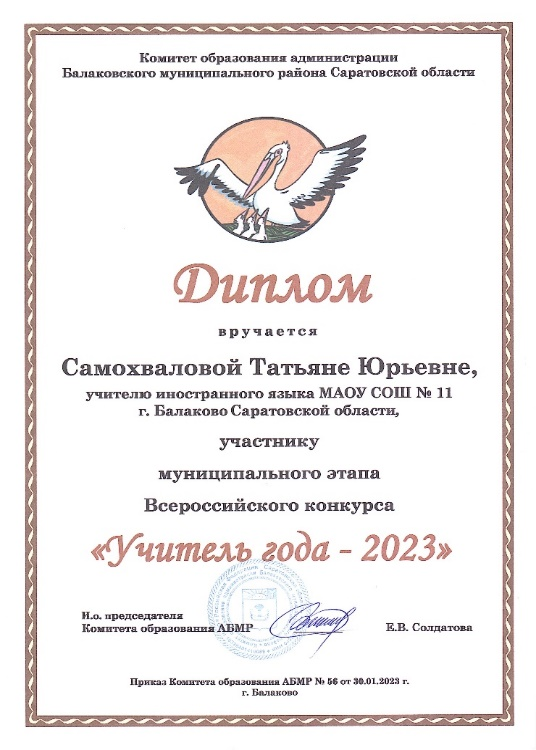 Комитет образования администрации
Балаковского муниципального района Саратовской области
Диплом
вручается
Самохваловой Татьяне Юрьевне,
учителю иностранного языка МАОУ СОШ № 11
г. Балаково Саратовской области,
участнику
муниципального этапа
Всероссийского конкурса
«Учитель года - 2023»
И.о. председателя
Комитета образования АБМР
Е.В. Солдатова
Приказ Комитета образования АБМР № 56 от 30.01.2023 г.
г. Балаково